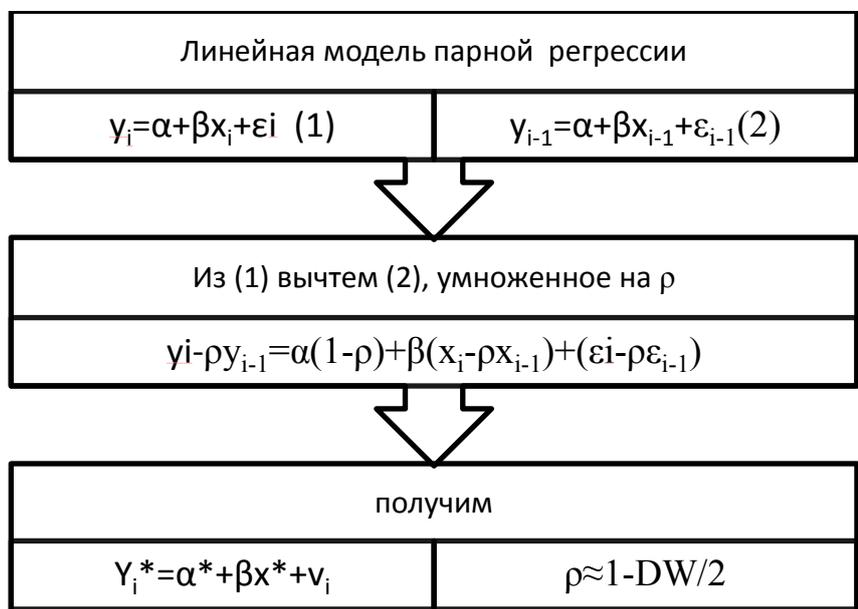 Линейная модель парной регрессии
yᵢ=α+βxᵢ+εi (1)
yᵢ₋₁=α+βxᵢ₋₁+εᵢ₋₁(2)
Из (1) вычтем (2), умноженное на ρ
yi-ρyᵢ₋₁=α(1-ρ)+β(xᵢ-ρxᵢ₋₁)+(εi-ρεᵢ₋₁)
получим
Yᵢ*=α*+βx*+νᵢ
ρ≈1-DW/2